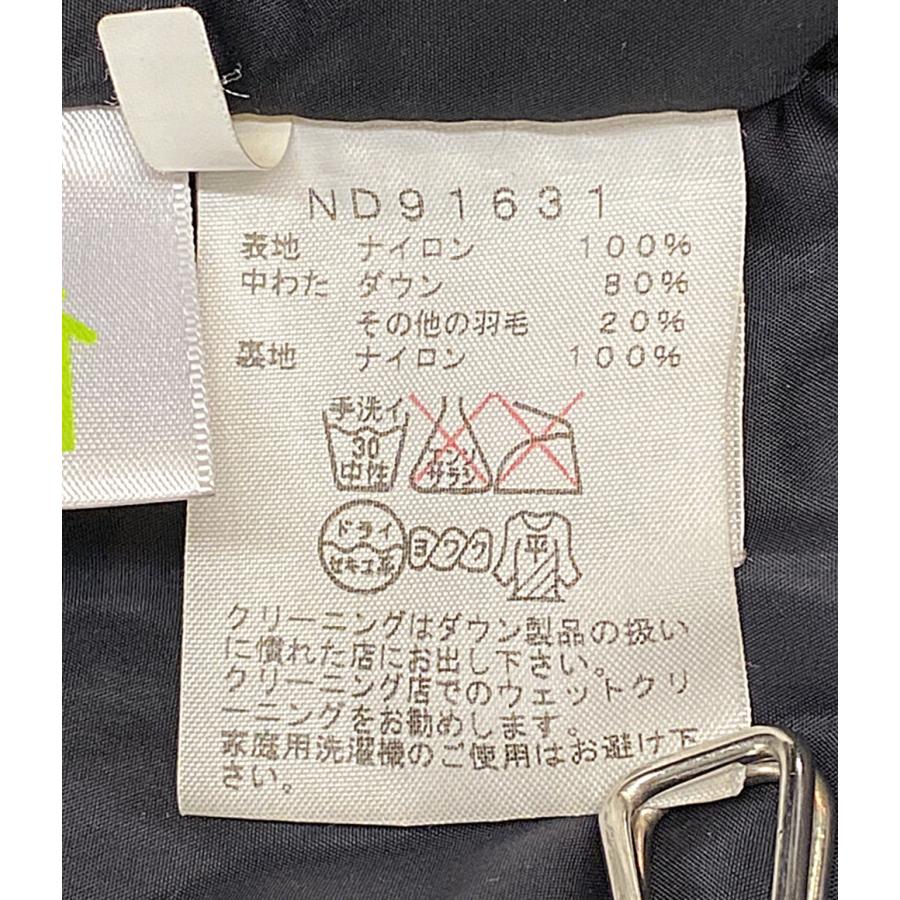 ND91631
表地 ナイロン 100%
中わた ダウン 80%
その他の羽毛 20%
裏地 ナイロン 100%
手洗イ
30
中性
エンソ
サラシ
ドライ
セキユ系
ヨワク
平
クリーニングはダウン製品の扱い
に慣れた店にお出し下さい。
クリーニング店でのウェットクリ
ーニングをお勧めします。
家庭用洗濯機のご使用はお避け下
さい。